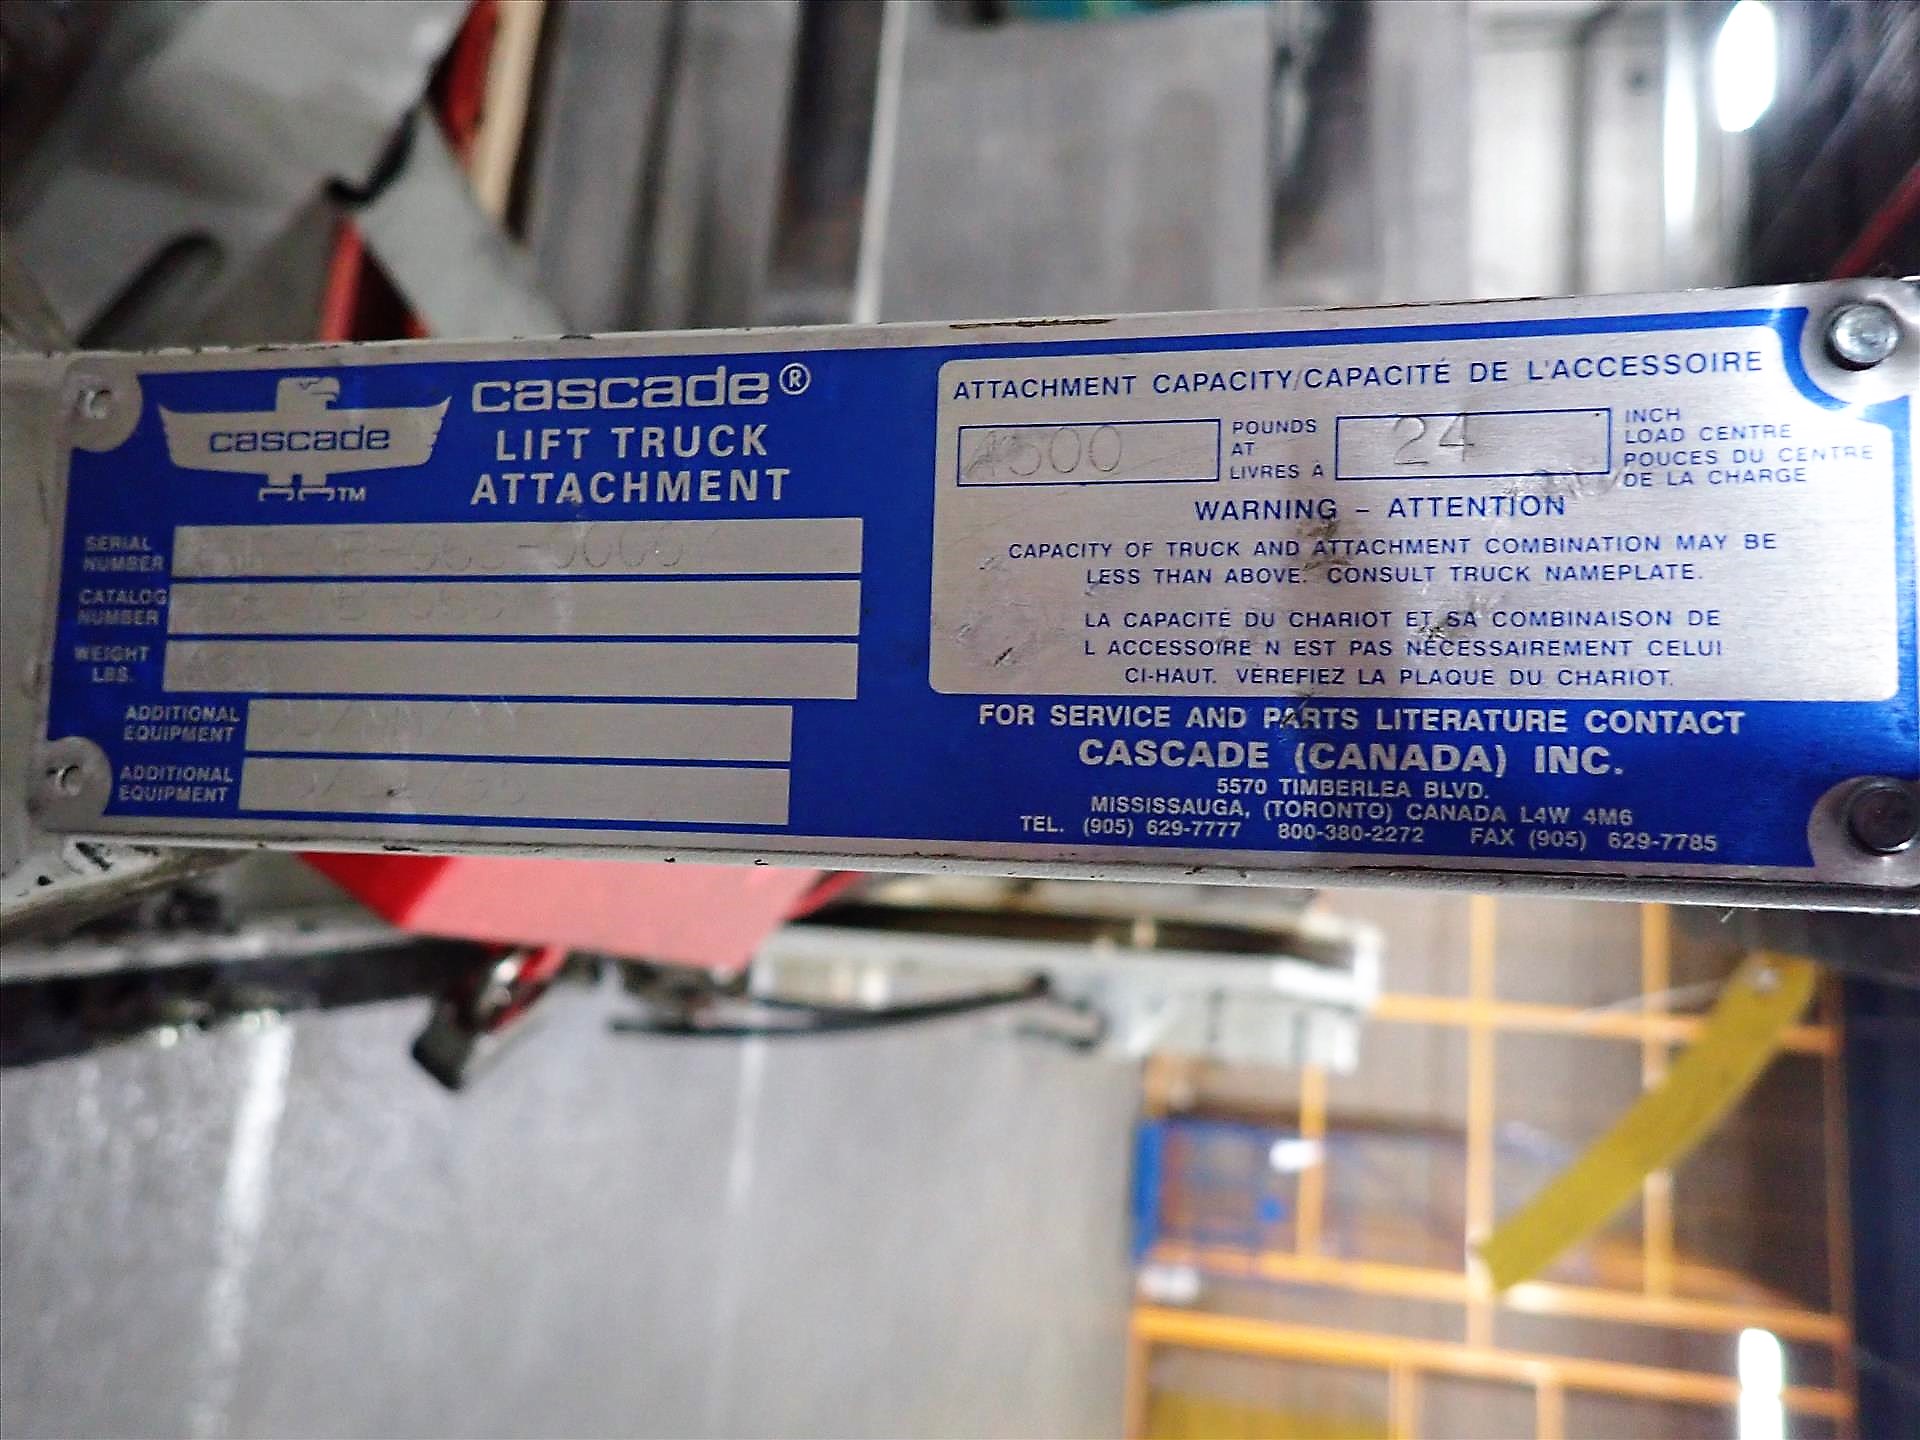 cascade
TM
cascade®
LIFT TRUCK
ATTACHMENT
SERIAL
NUMBER
CATALOG
NUMBER
WEIGHT
LBS.
ADDITIONAL
EQUIPMENT
ADDITIONAL
EQUIPMENT
ATTACHMENT CAPACITY/CAPACITÉ DE L'ACCESSOIRE
4500
POUNDS
AT
LIVRES À
24
INCH
LOAD CENTRE
POUCES DU CENTRE
DE LA CHARGE
WARNING - ATTENTION
CAPACITY OF TRUCK AND ATTACHMENT COMBINATION MAY BE
LESS THAN ABOVE. CONSULT TRUCK NAMEPLATE.
LA CAPACITÉ DU CHARIOT ET SA COMBINAISON DE
L ACCESSOIRE N EST PAS NÉCESSAIREMENT CELUI
CI-HAUT. VEREFIEZ LA PLAQUE DU CHARIOT.
FOR SERVICE AND PARTS LITERATURE CONTACT
CASCADE (CANADA) INC.
5570 TIMBERLEA BLVD.
MISSISSAUGA, (TORONTO) CANADA L4W 4M6
TEL. (905) 629-7777 800-380-2272 FAX (905) 629-7785